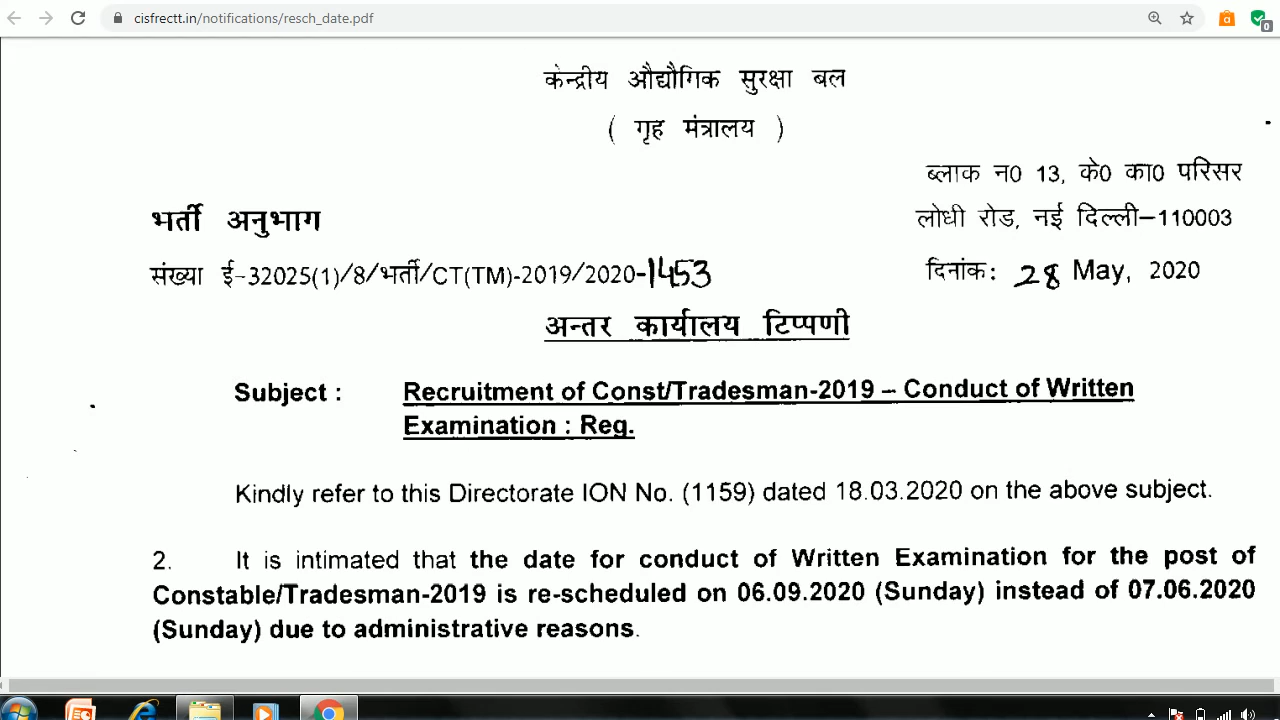 cisfrectt.in/notifications/resch_date.pdf
केन्द्रीय औद्यौगिक सुरक्षा बल
( गृह मंत्रालय )
ब्लाक न0 13, के0 का0 परिसर
भर्ती अनुभाग
लोधी रोड, नई दिल्ली–110003
संख्या ई–32025(1)/8/भर्ती/CT(TM)-2019/2020-1453
दिनांक: 28 May, 2020
अन्तर कार्यालय टिप्पणी
Subject : Recruitment of Const/Tradesman-2019 – Conduct of Written
Examination : Reg.
Kindly refer to this Directorate ION No. (1159) dated 18.03.2020 on the above subject.
2. It is intimated that the date for conduct of Written Examination for the post of
Constable/Tradesman-2019 is re-scheduled on 06.09.2020 (Sunday) instead of 07.06.2020
(Sunday) due to administrative reasons.
a
0